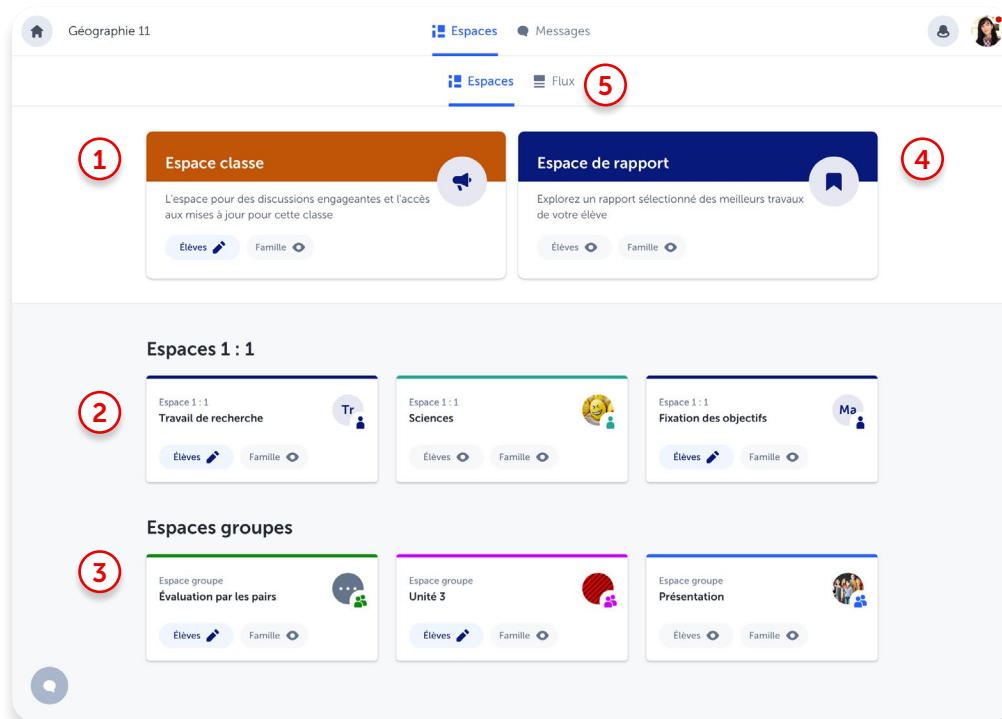 Géographie 11
Espaces
Messages
Espaces
Flux
5
1
Espace classe
L'espace pour des discussions engageantes et l'accès
aux mises à jour pour cette classe
Élèves
Famille
Espace de rapport
Explorez un rapport sélectionné des meilleurs travaux
de votre élève
Élèves
Famille
4
Espaces 1 : 1
2
Espace 1 : 1
Travail de recherche
Tr
Élèves
Famille
Espace 1 : 1
Sciences
Élèves
Famille
Espace 1 : 1
Fixation des objectifs
Ma
Élèves
Famille
Espaces groupes
3
Espace groupe
Évaluation par les pairs
Élèves
Famille
Espace groupe
Unité 3
Élèves
Famille
Espace groupe
Présentation
Élèves
Famille